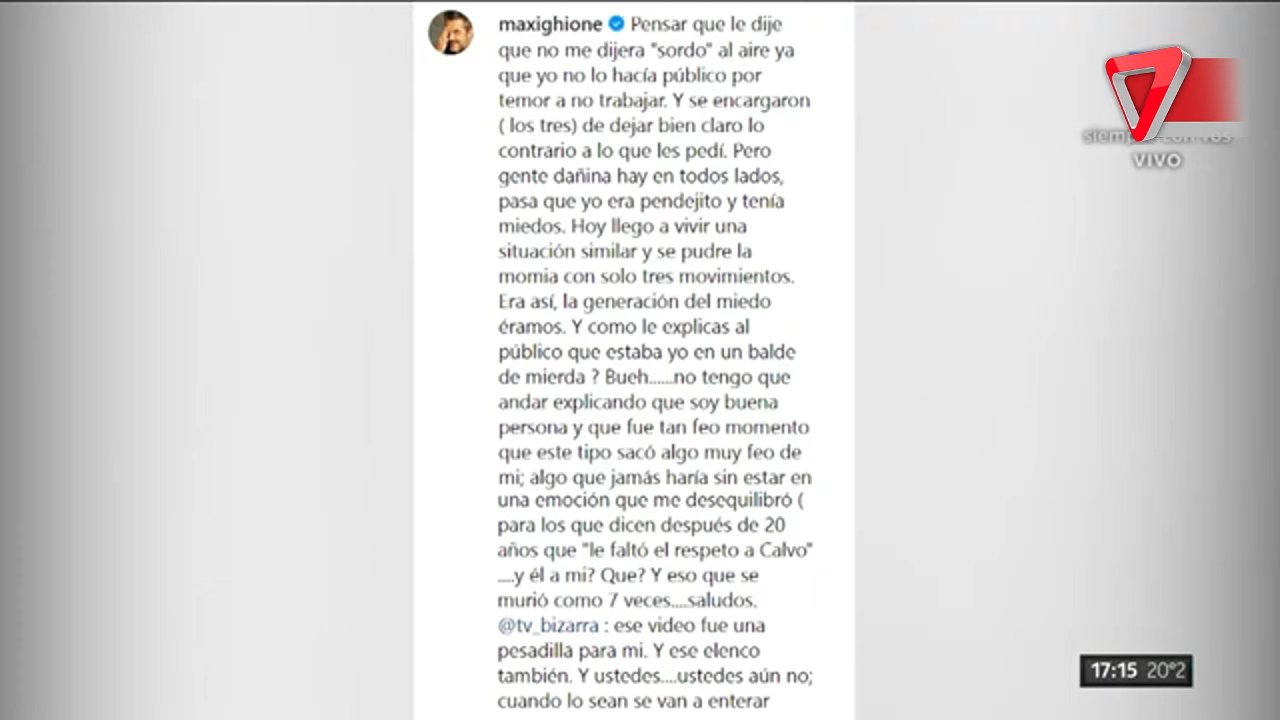 maxighione Pensar que le dije
que no me dijera "sordo" al aire ya
que yo no lo hacía público por
temor a no trabajar. Y se encargaron
( los tres) de dejar bien claro lo
contrario a lo que les pedí. Pero
gente dañina hay en todos lados,
pasa que yo era pendejito y tenía
miedos. Hoy llego a vivir una
situación similar y se pudre la
momia con solo tres movimientos.
Era así, la generación del miedo
éramos. Y como le explicas al
público que estaba yo en un balde
de mierda ? Bueh......no tengo que
andar explicando que soy buena
persona y que fue tan feo momento
que este tipo sacó algo muy feo de
mi; algo que jamás haría sin estar en
una emoción que me desequilibró (
para los que dicen después de 20
años que "le faltó el respeto a Calvo"
....y él a mi? Que? Y eso que se
murió como 7 veces....saludos.
@tv_bizarra : ese video fue una
pesadilla para mi. Y ese elenco
también. Y ustedes....ustedes aún no;
cuando lo sean se van a enterar
siempre con vos
VIVO
17:15 20°2